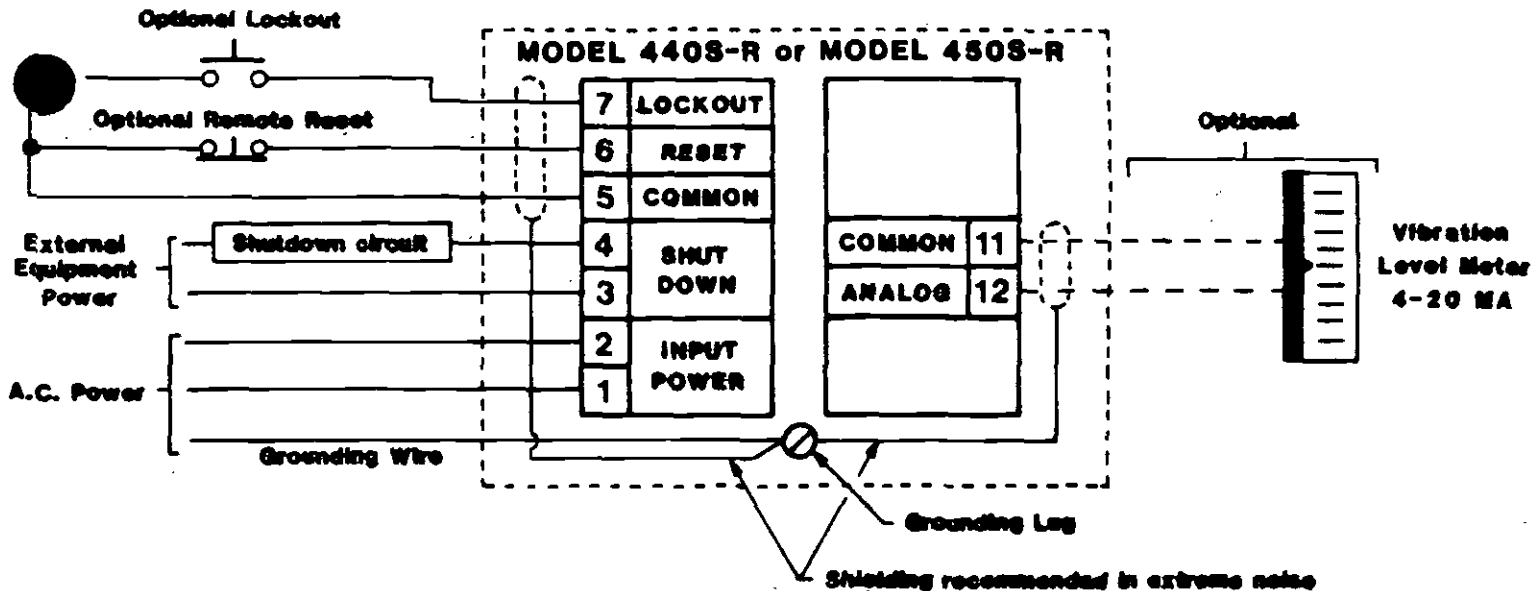 Optional Lockout
MODEL 440S-R or MODEL 450S-R
7 LOCKOUT
Optional Remote Reset
6 RESET
5 COMMON
External
Equipment
Power
Shutdown circuit
4
3
SHUT
DOWN
A.C. Power
2
1
INPUT
POWER
Grounding Wire
COMMON 11
ANALOG 12
Optional
Vibration
Level Meter
4-20 MA
Grounding Lug
Shielding recommended in extreme noise